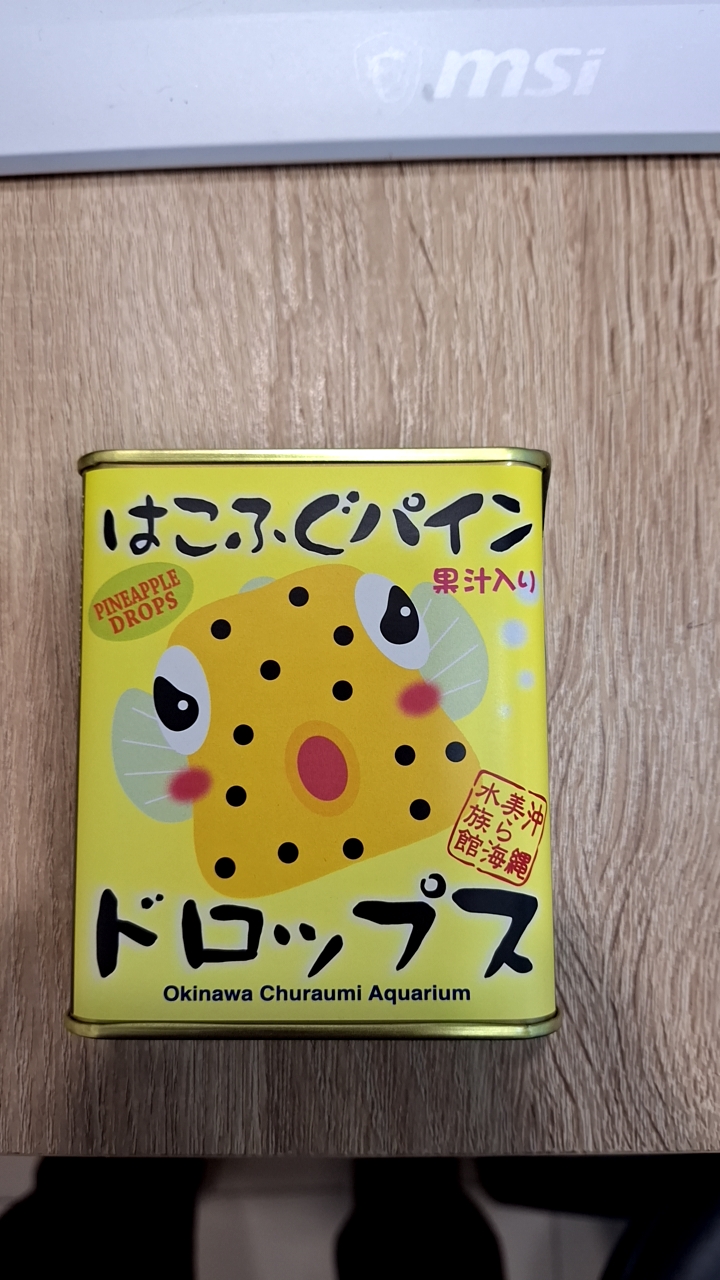 msi
はこふぐパイン
果汁入り
PINEAPPLE
DROPS
沖縄
美ら海
水族館
ドロップス
Okinawa Churaumi Aquarium